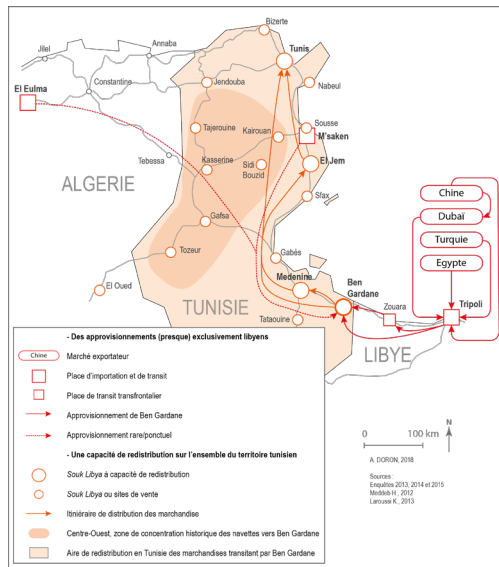 Bizerte
Jilel
Annaba
Tunis
Constantine
Jendouba
Nabeul
El Eulma
Tajerouine
Kairouan
Sousse
M'saken
Tebessa
Kasserine
Sidi
Bouzid
El Jem
ALGERIE
Sfax
Chine
Gafsa
Dubaï
Turquie
Tozeur
Gabés
Egypte
El Oued
Medenine
Ben
Gardane
Zouara
Tripoli
TUNISIE
Tataouine
LIBYE
- Des approvisionnements (presque) exclusivement libyens
Chine
Marché exportateur
Place d'importation et de transit
Place de transit transfrontalier
Approvisionnement de Ben Gardane
Approvisionnement rare/ponctuel
- Une capacité de redistribution sur l'ensemble du territoire tunisien
Souk Libya à capacité de redistribution
Souk Libya ou sites de vente
Itiniéraire de distribution des marchandise
Centre-Ouest, zone de concentration historique des navettes vers Ben Gardane
Aire de redistribution en Tunisie des marchandises transitant par Ben Gardane
0 100 km
N
A. DORON, 2018
Sources :
Enquêtes 2013, 2014 et 2015
Meddeb H., 2012
Laroussi K., 2013